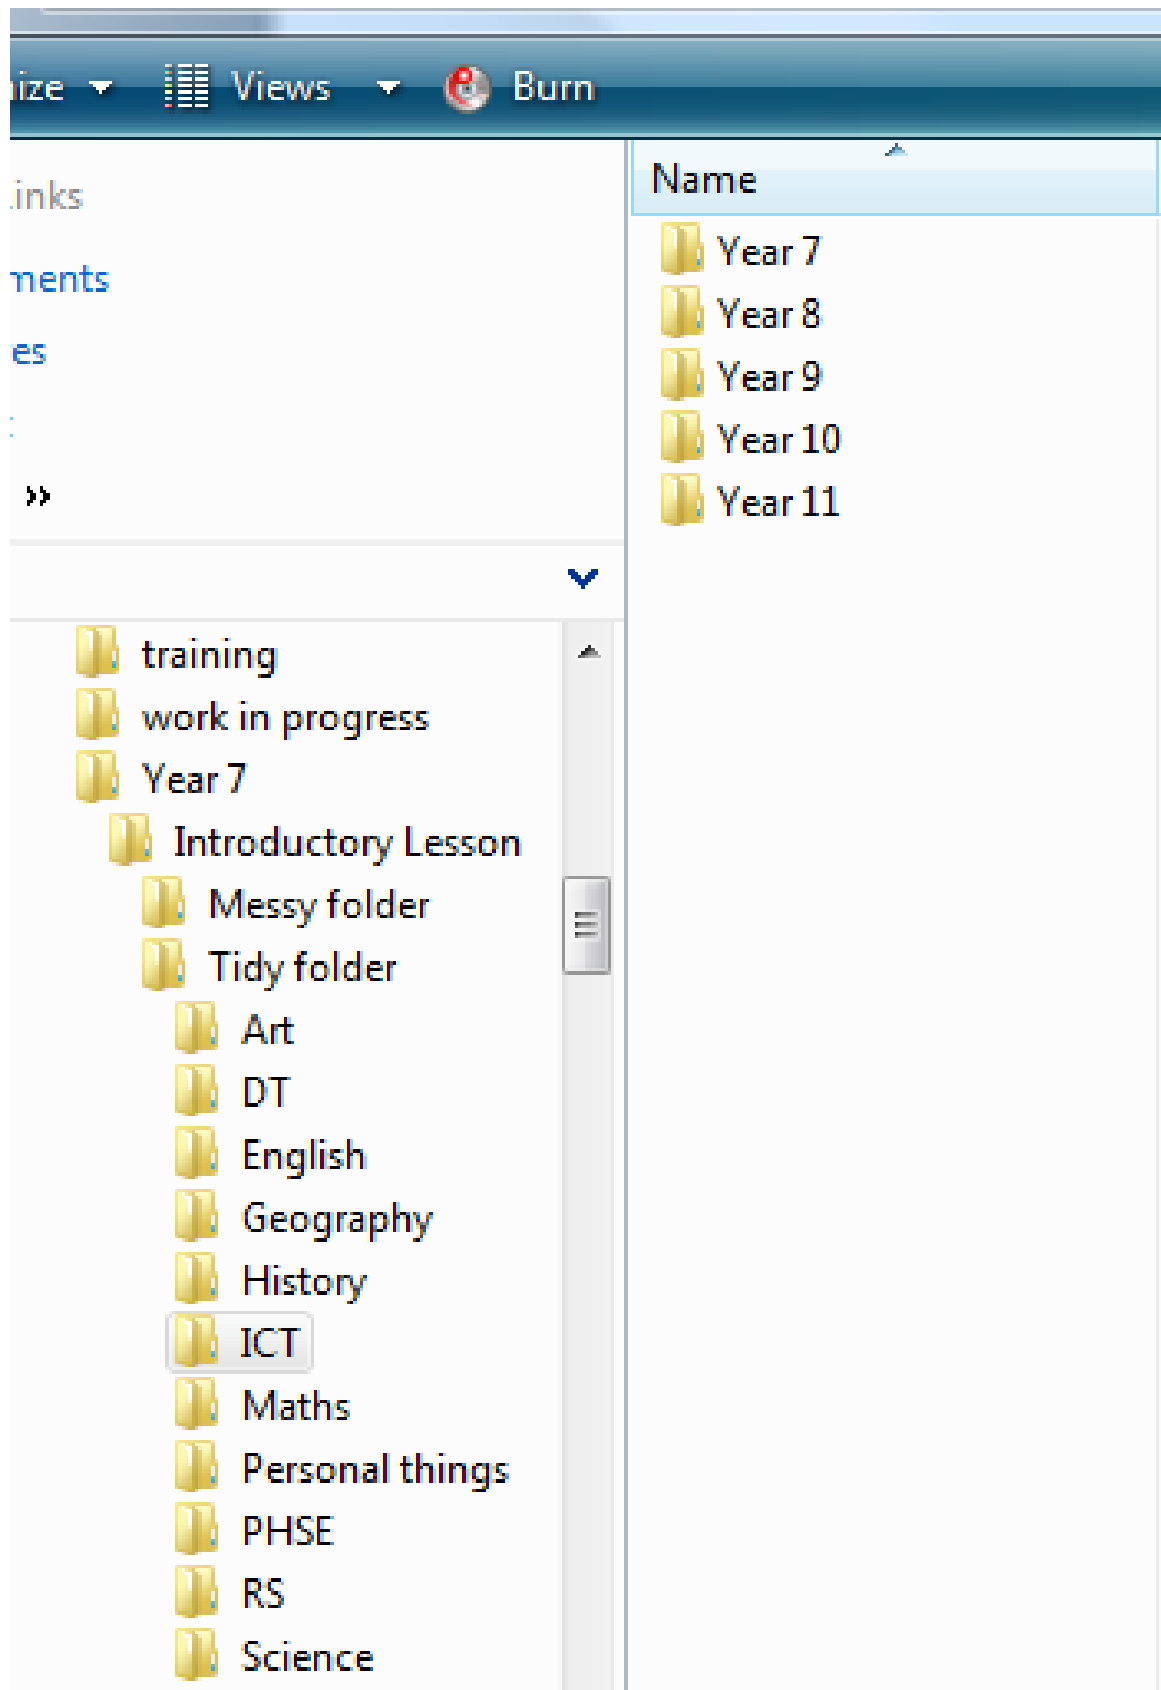 nize Views Burn
inks
ments
es
»
training
work in progress
Year 7
Introductory Lesson
Messy folder
Tidy folder
Art
DT
English
Geography
History
ICT
Maths
Personal things
PHSE
RS
Science
Name
Year 7
Year 8
Year 9
Year 10
Year 11